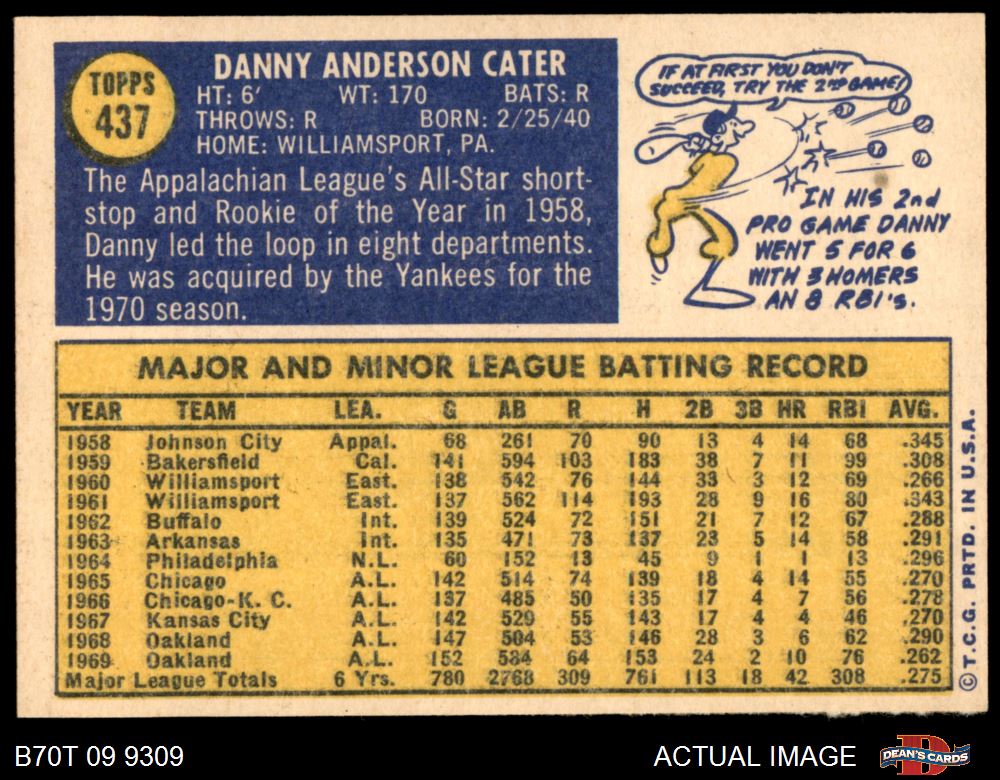 TOPPS
437
DANNY ANDERSON CATER
HT: 6' WT: 170 BATS: R
THROWS: R BORN: 2/25/40
HOME: WILLIAMSPORT, PA.
The Appalachian League's All-Star short-
stop and Rookie of the Year in 1958,
Danny led the loop in eight departments.
He was acquired by the Yankees for the
1970 season.
IF AT FIRST YOU DON'T
SUCCEED, TRY THE 2nd GAME!
IN HIS 2nd
PRO GAME DANNY
WENT 5 FOR 6
WITH 3 HOMERS
AN 8 RBI's.
MAJOR AND MINOR LEAGUE BATTING RECORD
YEAR TEAM LEA. G AB R H 2B 3B HR RBI AVG.
1958 Johnson City Appal. 68 261 70 90 13 4 14 68 .345
1959 Bakersfield Cal. 141 594 103 183 38 7 11 99 .308
1960 Williamsport East. 138 542 76 144 33 3 12 69 .266
1961 Williamsport East. 137 562 114 193 28 9 16 80 .343
1962 Buffalo Int. 139 524 72 151 21 7 12 67 .288
1963 Arkansas Int. 135 471 73 137 23 5 14 58 .291
1964 Philadelphia N.L. 60 152 13 45 9 1 1 13 .296
1965 Chicago A.L. 142 514 74 139 18 4 14 55 .270
1966 Chicago-K. C. A.L. 137 485 50 135 17 4 7 56 .278
1967 Kansas City A.L. 142 529 55 143 17 4 4 46 .270
1968 Oakland A.L. 147 504 53 146 28 3 6 62 .290
1969 Oakland A.L. 152 584 64 153 24 2 10 76 .262
Major League Totals 6 Yrs. 780 2768 309 761 113 18 42 308 .275
©T.C.G. PRTD. IN U.S.A.
B70T 09 9309
ACTUAL IMAGE
DEAN'S CARDS